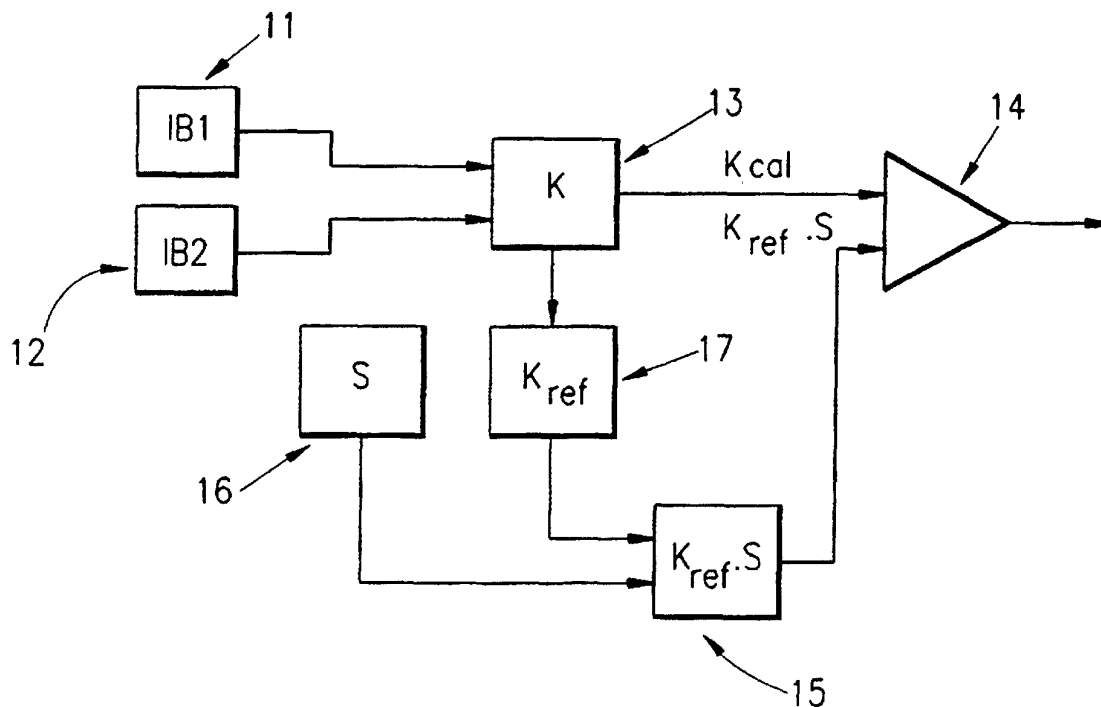 11
IB1
13
14
K
Kcal
Kref .S
IB2
12
S
Kref
17
16
Kref.S
15